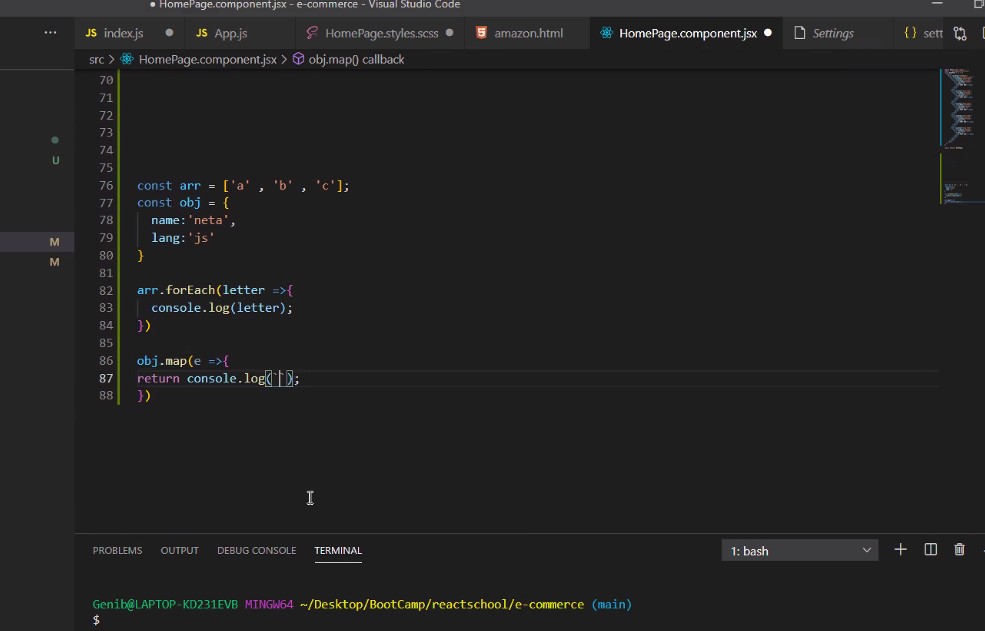 ● HomePage.component.jsx - e-commerce - Visual Studio Code
··· JS index.js ● JS App.js HomePage.styles.scss ● amazon.html HomePage.component.jsx ● Settings {} sett
src > HomePage.component.jsx > obj.map() callback
70
71
72
73
74
75
U
76 const arr = ['a' , 'b' , 'c'];
77 const obj = {
78 name:'neta',
79 lang:'js'
M
80 }
M
81
82 arr.forEach(letter =>{
83 console.log(letter);
84 })
85
86 obj.map(e =>{
87 return console.log(``);
88 })
PROBLEMS OUTPUT DEBUG CONSOLE TERMINAL 1: bash
Genib@LAPTOP-KD231EVB MINGW64 ~/Desktop/BootCamp/reactschool/e-commerce (main)
$